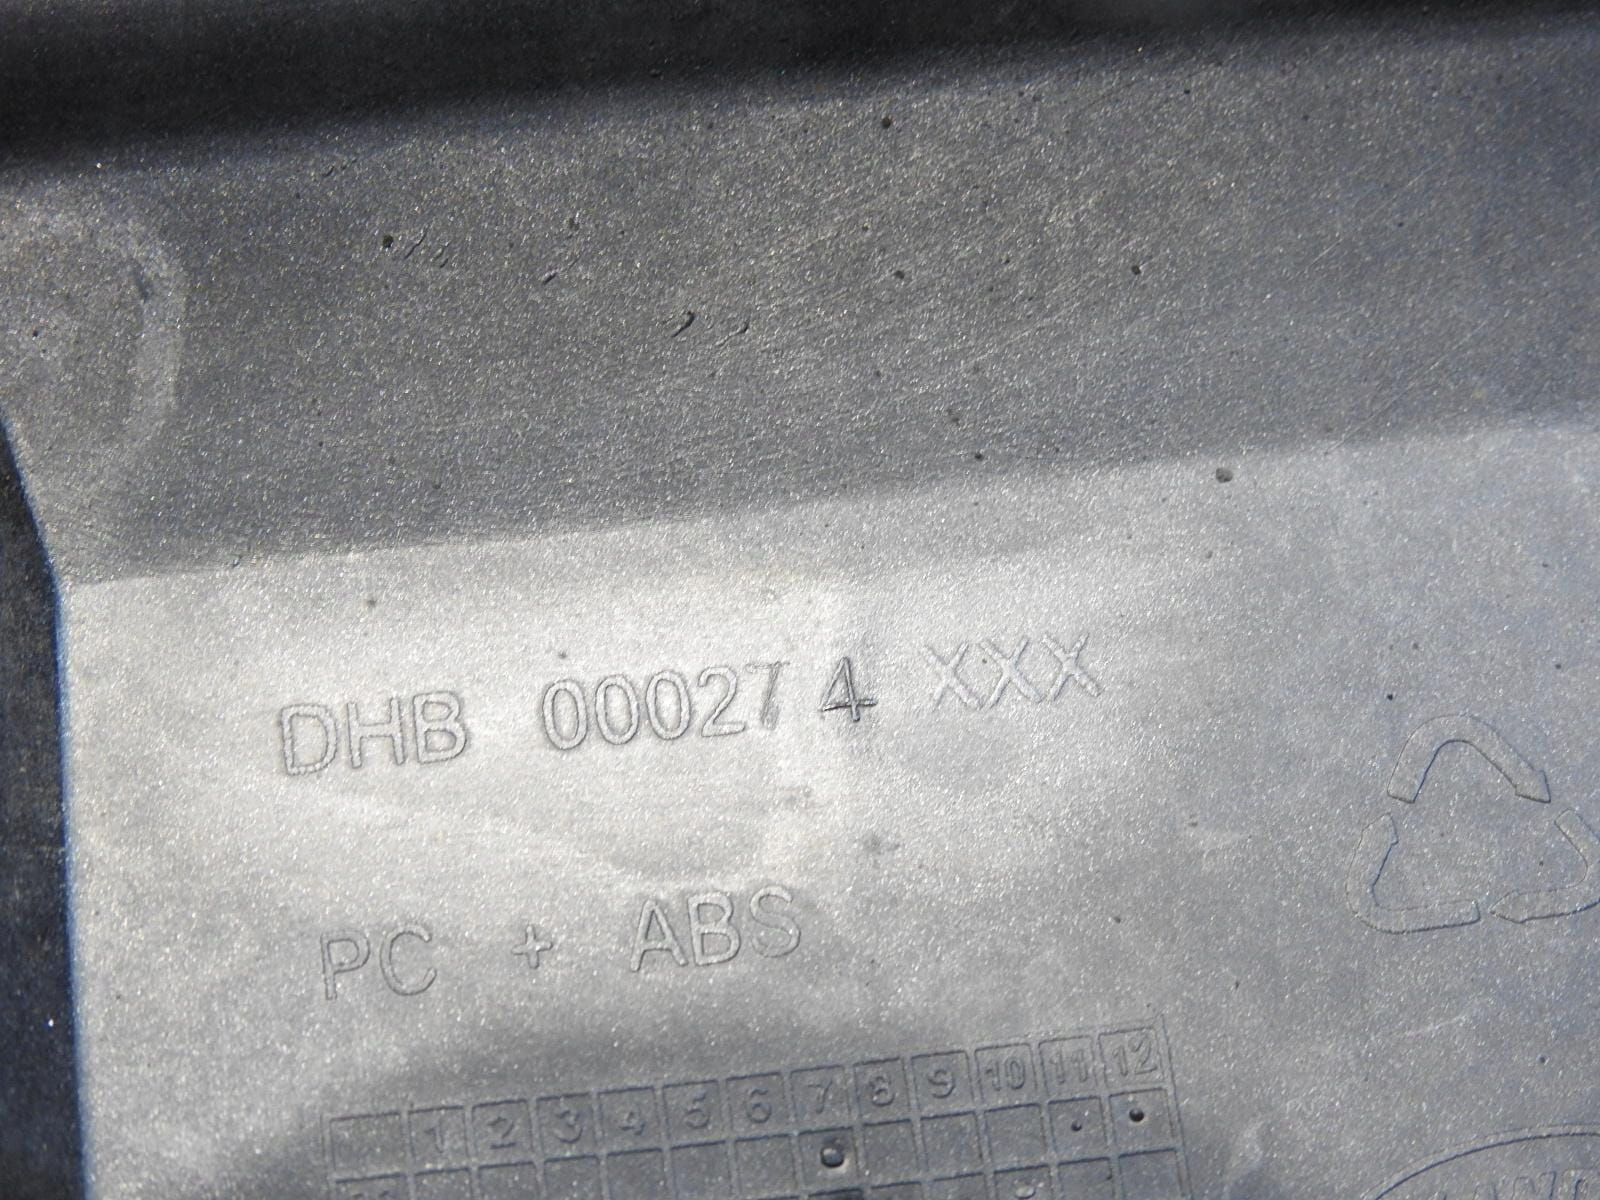 DHB 000274 XXX
PC + ABS
1 2 3 4 5 6 7 8 9 10 11 12